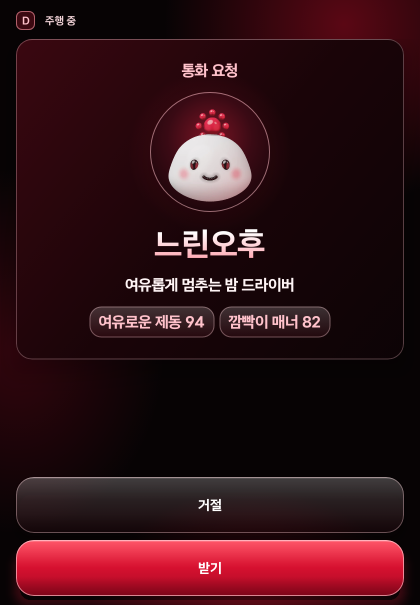 D 주행 중
통화 요청
느린오후
여유롭게 멈추는 밤 드라이버
여유로운 제동 94 깜빡이 매너 82
거절
받기